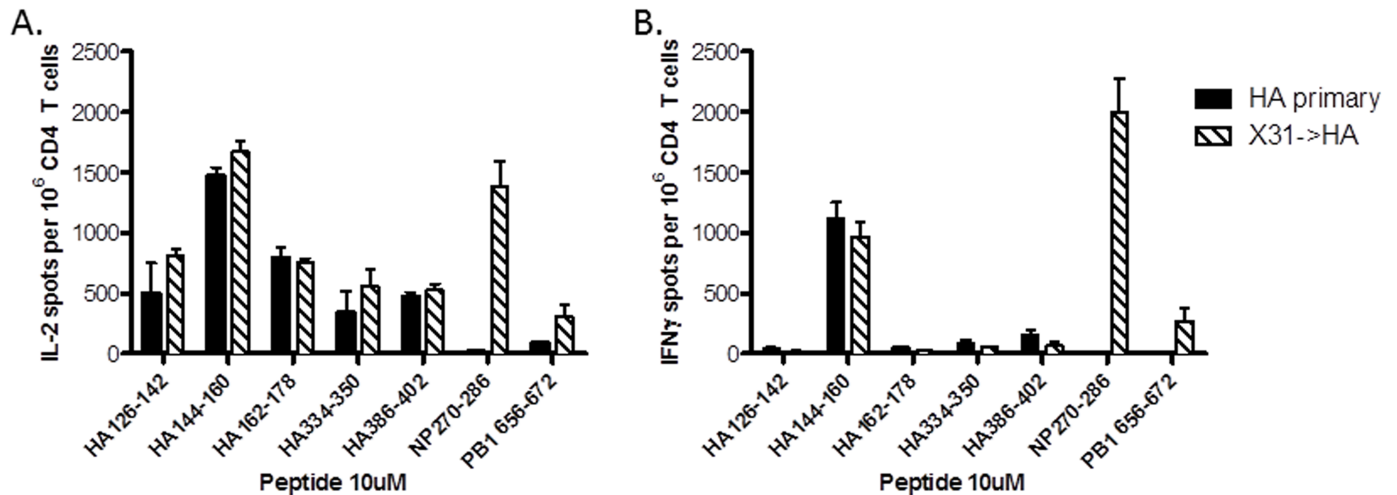 A.
IL-2 spots per 10⁶ CD4 T cells
2500
2000
1500
1000
500
0
HA 126-142
HA 144-160
HA 162-178
HA334-350
HA386-402
NP270-286
PB1 656-672
Peptide 10uM
B.
IFNγ spots per 10⁶ CD4 T cells
2500
2000
1500
1000
500
0
HA 126-142
HA 144-160
HA 162-178
HA334-350
HA386-402
NP270-286
PB1 656-672
Peptide 10uM
HA primary
X31->HA